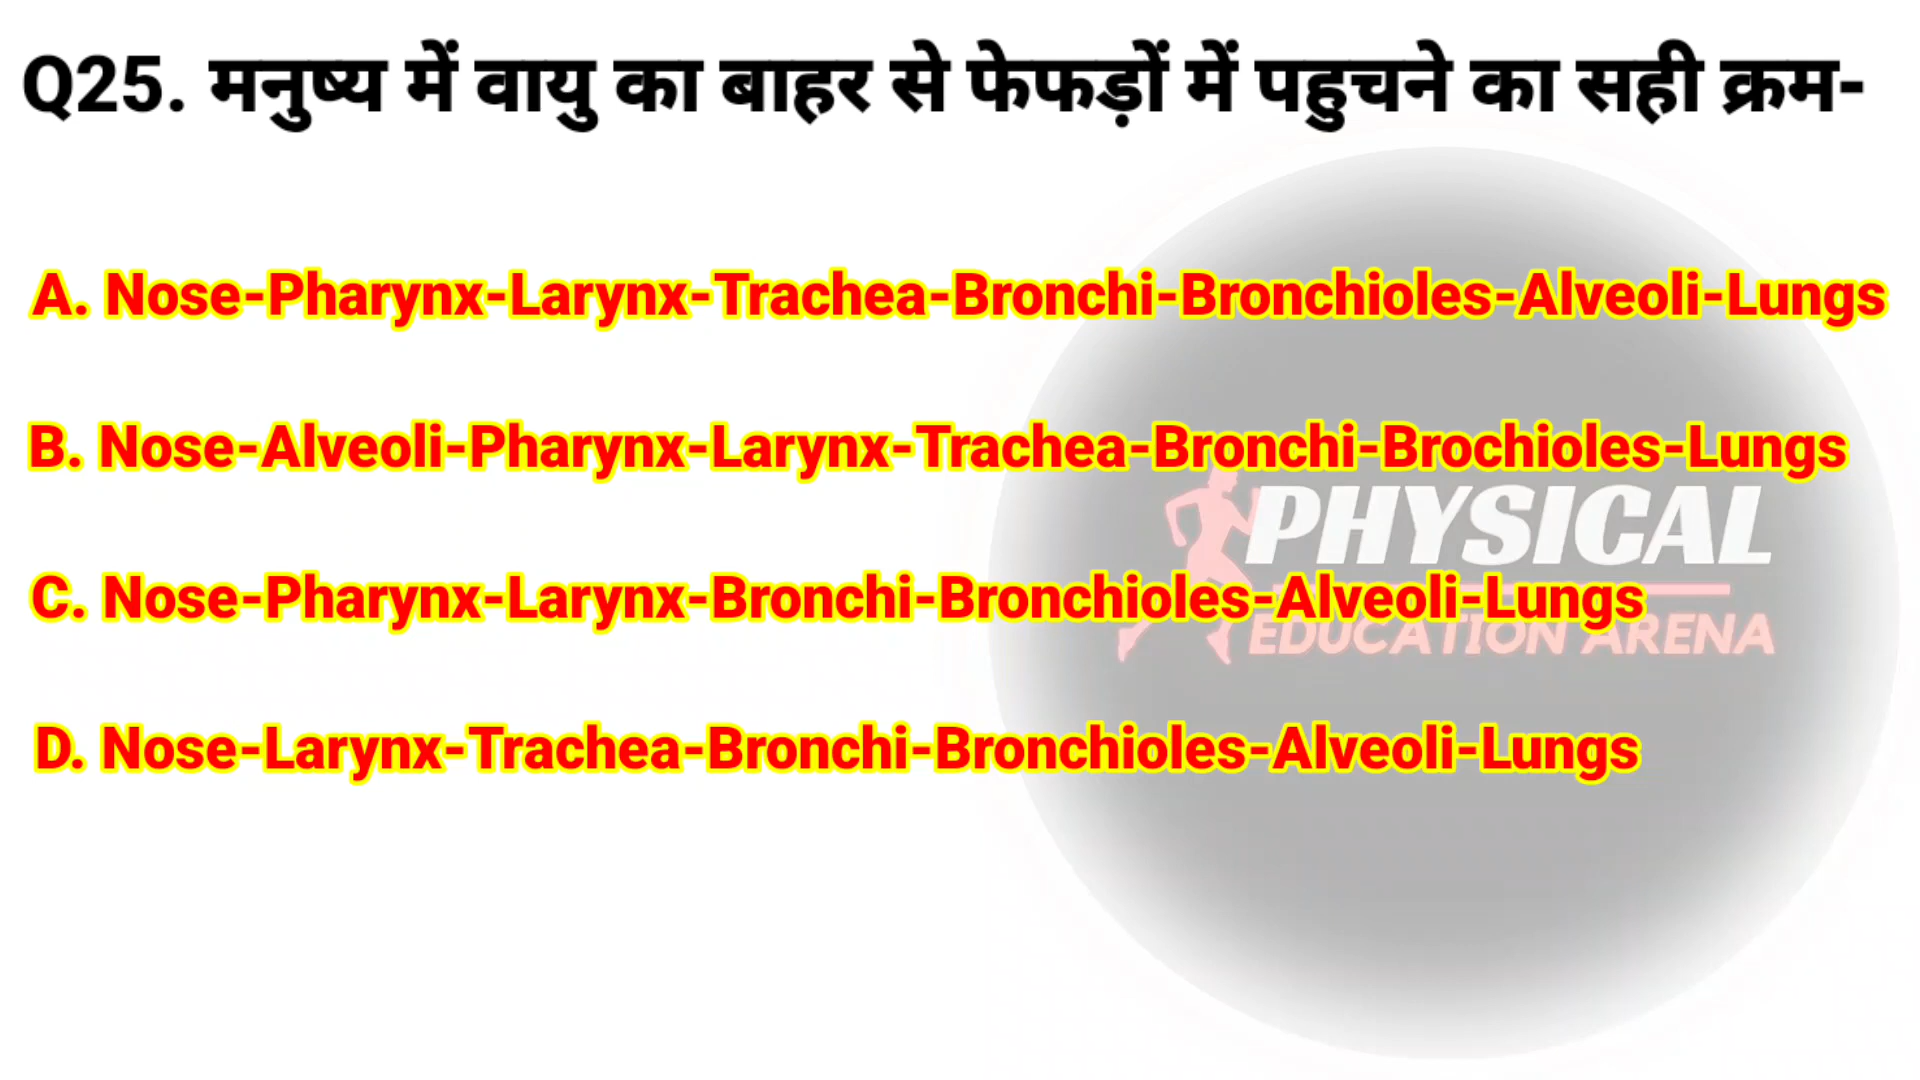 Q25. मनुष्य में वायु का बाहर से फेफड़ों में पहुचने का सही क्रम-
A. Nose-Pharynx-Larynx-Trachea-Bronchi-Bronchioles-Alveoli-Lungs
B. Nose-Alveoli-Pharynx-Larynx-Trachea-Bronchi-Brochioles-Lungs
PHYSICAL
C. Nose-Pharynx-Larynx-Bronchi-Bronchioles-Alveoli-Lungs
EDUCATION ARENA
D. Nose-Larynx-Trachea-Bronchi-Bronchioles-Alveoli-Lungs